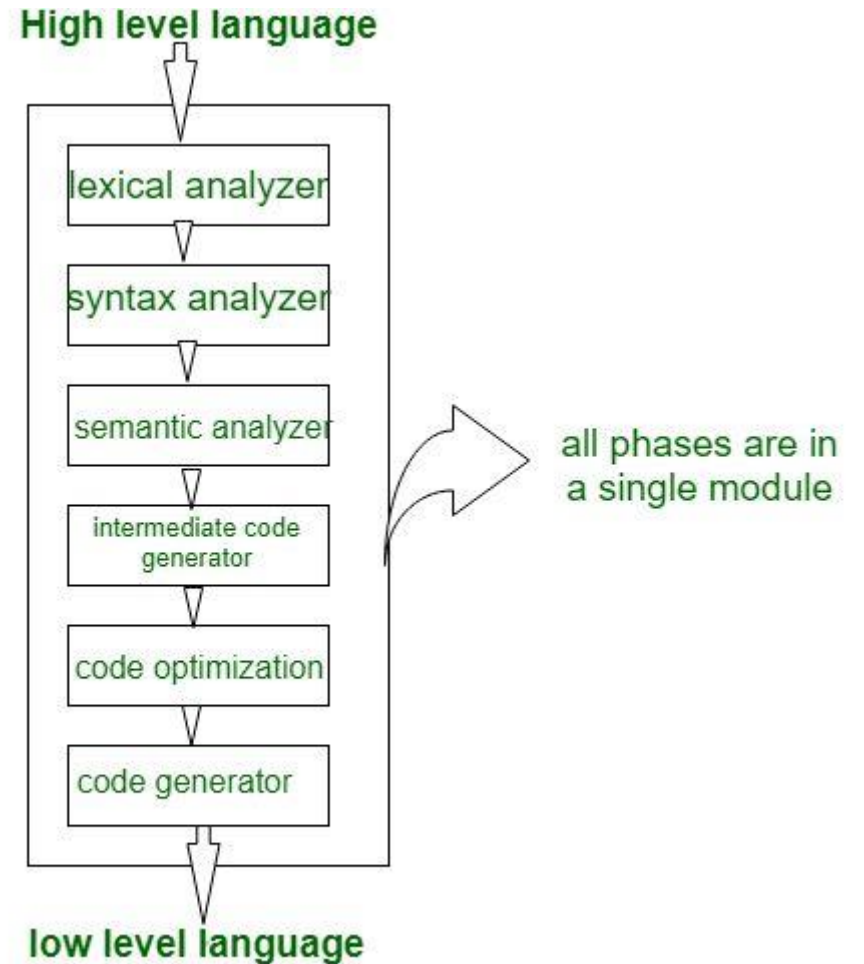 High level language
lexical analyzer
syntax analyzer
semantic analyzer
intermediate code
generator
code optimization
code generator
low level language
all phases are in
a single module